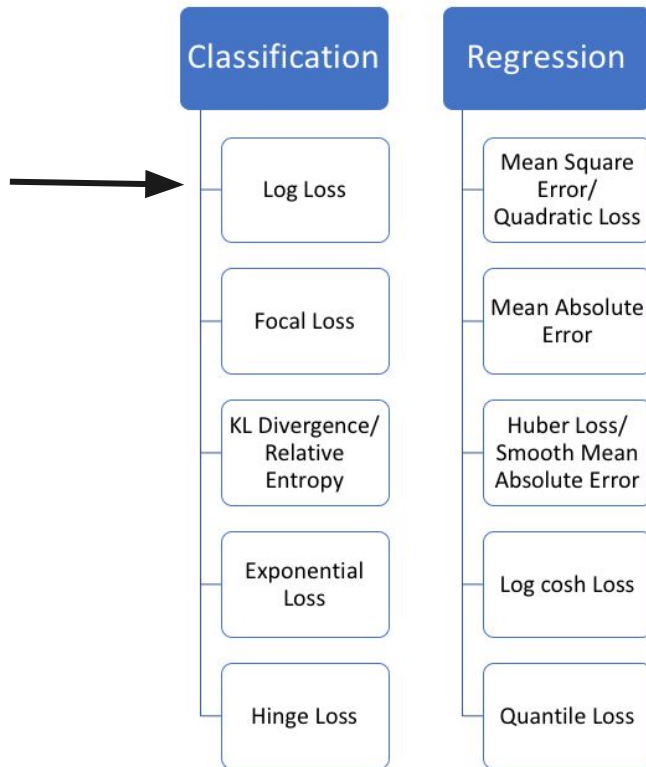 Classification
Log Loss
Focal Loss
KL Divergence/
Relative
Entropy
Exponential
Loss
Hinge Loss
Regression
Mean Square
Error/
Quadratic Loss
Mean Absolute
Error
Huber Loss/
Smooth Mean
Absolute Error
Log cosh Loss
Quantile Loss